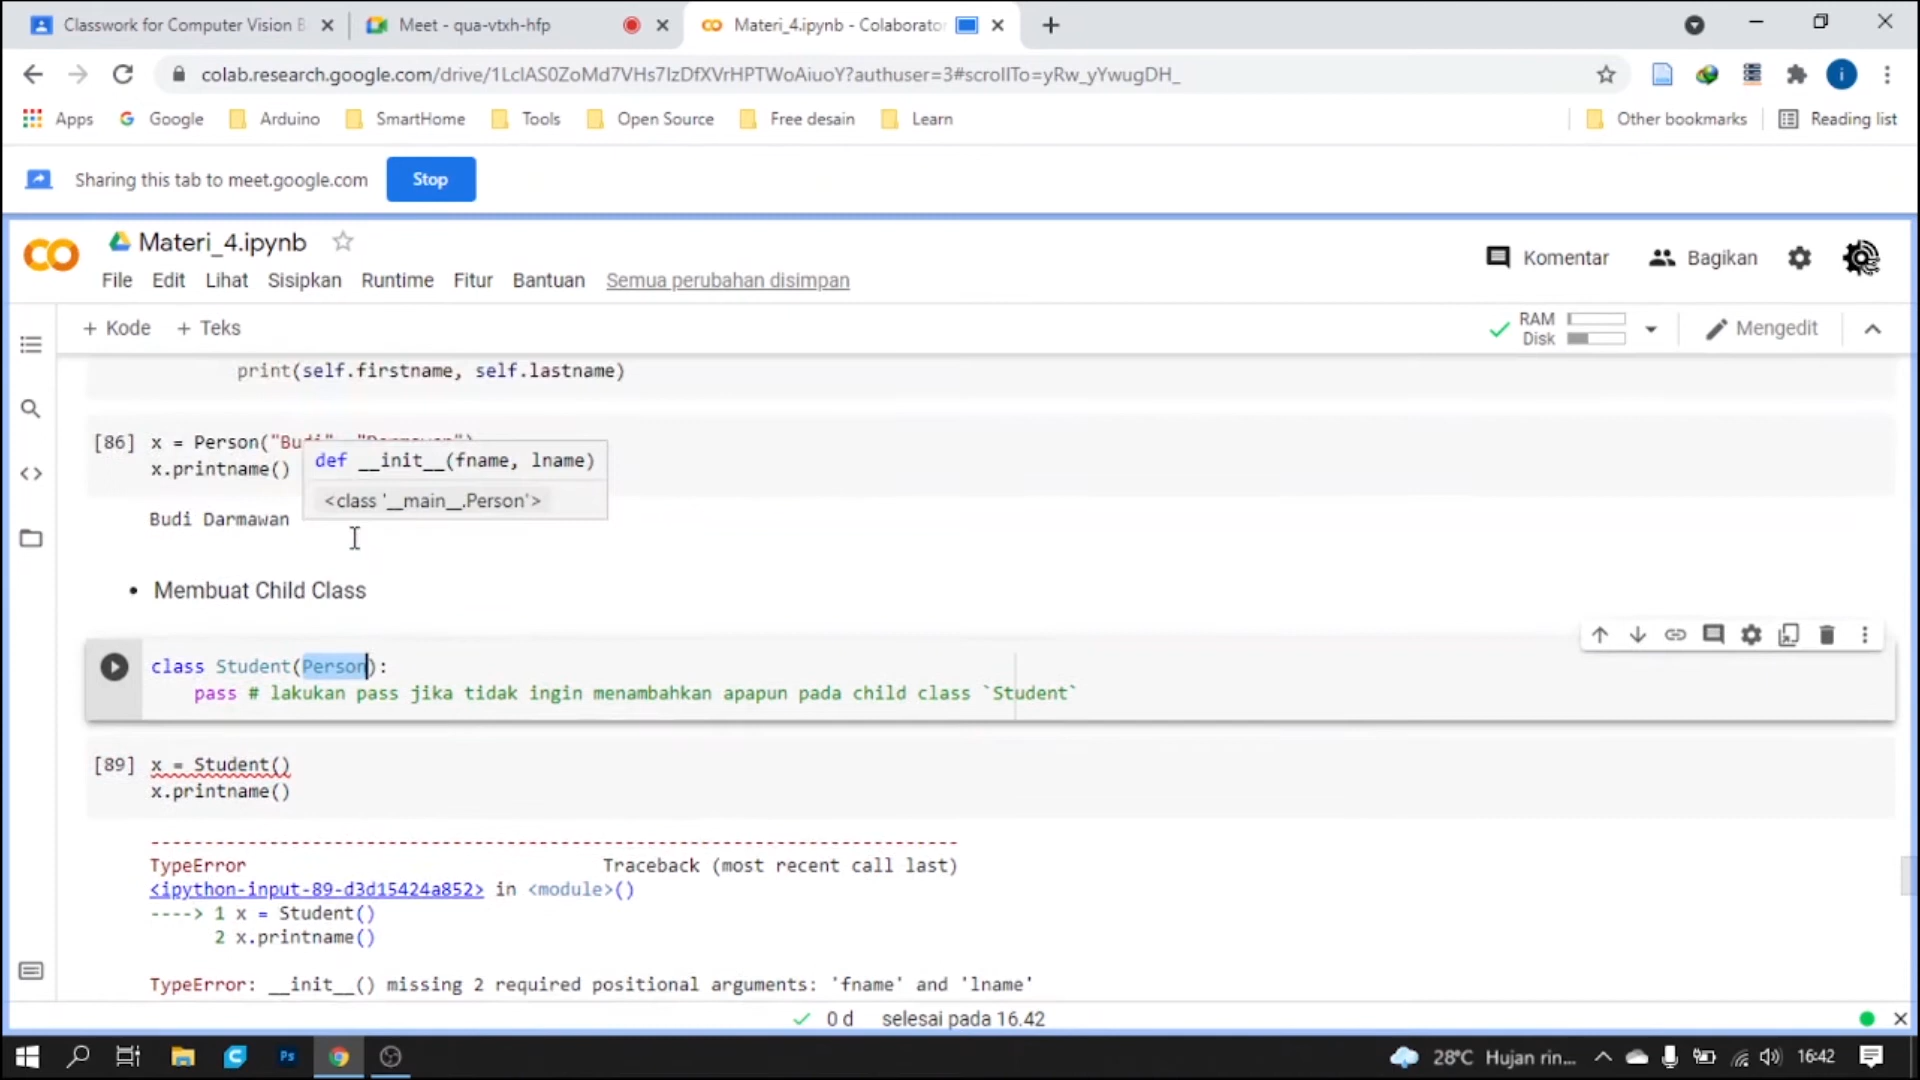 Classwork for Computer Vision B
Meet - qua-vtxh-hfp
Materi_4.ipynb - Colaborator
colab.research.google.com/drive/1LclAS0ZoMd7VHs7IzDfXVrHPTWoAiuoY?authuser=3#scrollTo=yRw_yYwugDH_
i
Apps
Google
Arduino
SmartHome
Tools
Open Source
Free desain
Learn
Other bookmarks
Reading list
Sharing this tab to meet.google.com
Stop
Materi_4.ipynb
Komentar
Bagikan
File Edit Lihat Sisipkan Runtime Fitur Bantuan Semua perubahan disimpan
+ Kode + Teks
RAM
Disk
Mengedit
print(self.firstname, self.lastname)
[86] x = Person("Budi", "Darmawan")
x.printname()
def __init__(fname, lname)
<class '__main__.Person'>
Budi Darmawan
• Membuat Child Class
class Student(Person):
pass # lakukan pass jika tidak ingin menambahkan apapun pada child class `Student`
[89] x = Student()
x.printname()
---------------------------------------------------------------------------
TypeError Traceback (most recent call last)
<ipython-input-89-d3d15424a852> in <module>()
----> 1 x = Student()
2 x.printname()
TypeError: __init__() missing 2 required positional arguments: 'fname' and 'lname'
0 d selesai pada 16.42
Ps
28°C Hujan rin...
16:42